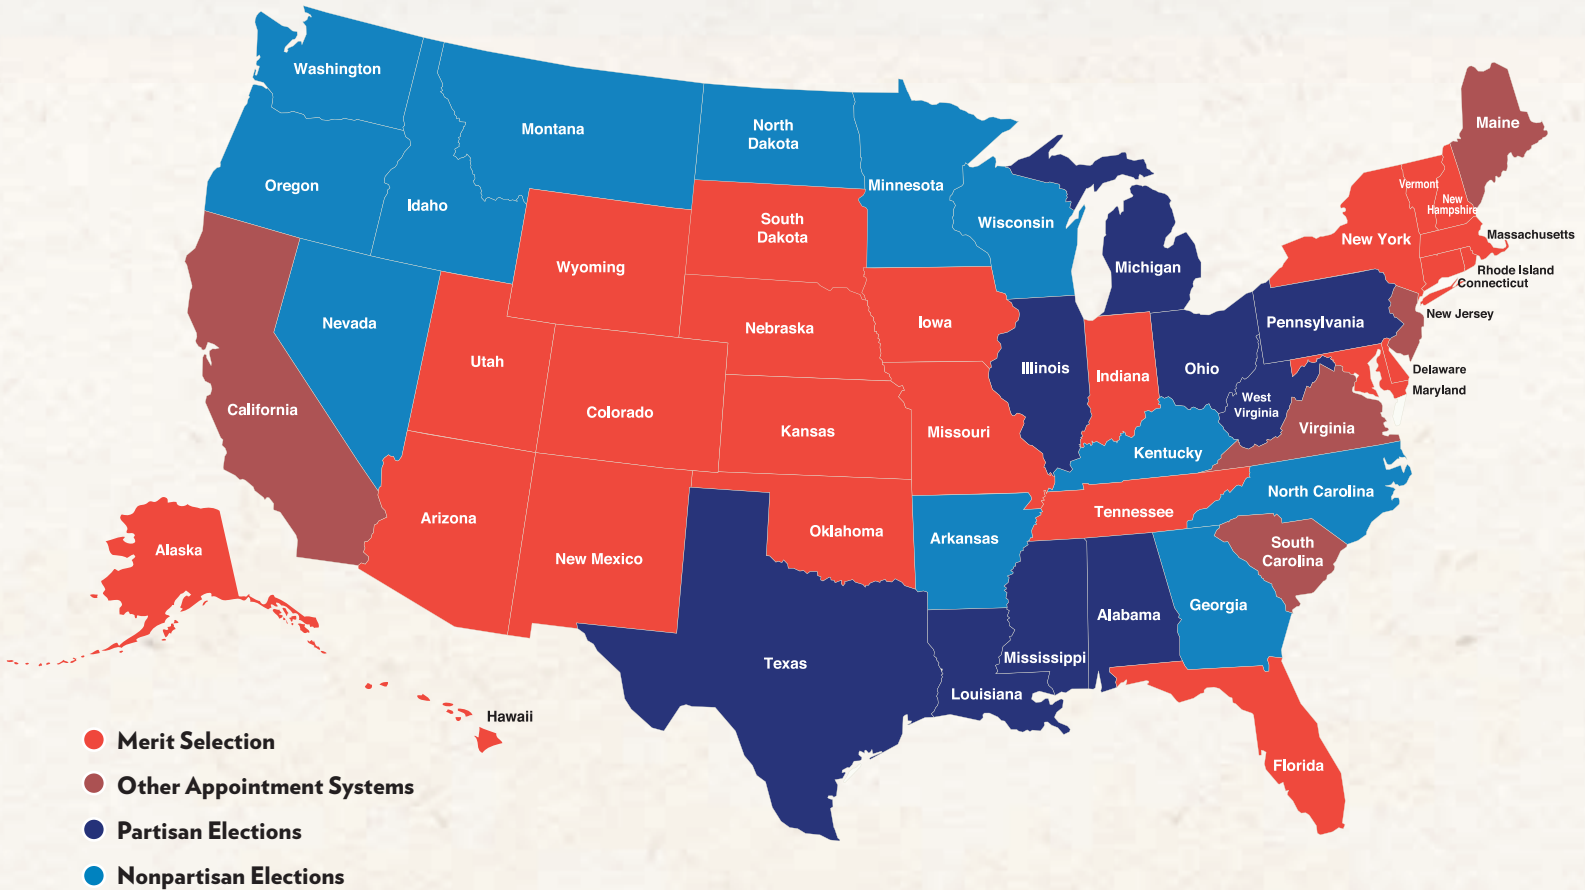 Washington
Montana
North
Dakota
Minnesota
Oregon
Idaho
Wisconsin
Michigan
Maine
Vermont
New
Hampshire
New York
Massachusetts
Rhode Island
Connecticut
New Jersey
Pennsylvania
Delaware
Maryland
South
Dakota
Wyoming
Nebraska
Iowa
Nevada
Utah
Colorado
Kansas
Missouri
Illinois
Indiana
Ohio
West
Virginia
Virginia
Kentucky
California
Arizona
New Mexico
Oklahoma
Arkansas
Tennessee
North Carolina
South
Carolina
Georgia
Alabama
Mississippi
Louisiana
Texas
Florida
Alaska
Hawaii
Merit Selection
Other Appointment Systems
Partisan Elections
Nonpartisan Elections